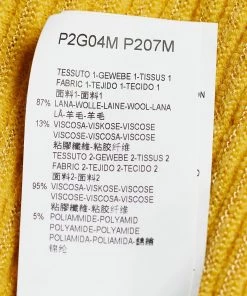 P2G04M P207M
TESSUTO 1-GEWEBE 1-TISSUS 1
FABRIC 1-TEJIDO 1-TECIDO 1
面料1-面料1
87% LANA-WOLLE-LAINE-WOOL-LANA
LÃ-羊毛-羊毛
13% VISCOSA-VISKOSE-VISCOSE
VISCOSE-VISCOSA-VISCOSE
粘膠纖維-粘胶纤维
TESSUTO 2-GEWEBE 2-TISSUS 2
FABRIC 2-TEJIDO 2-TECIDO 2
面料2-面料2
95% VISCOSA-VISKOSE-VISCOSE
VISCOSE-VISCOSA-VISCOSE
粘膠纖維-粘胶纤维
5% POLIAMMIDE-POLYAMID
POLYAMIDE-POLYAMIDE
POLIAMIDA-POLIAMIDA-錦綸
锦纶